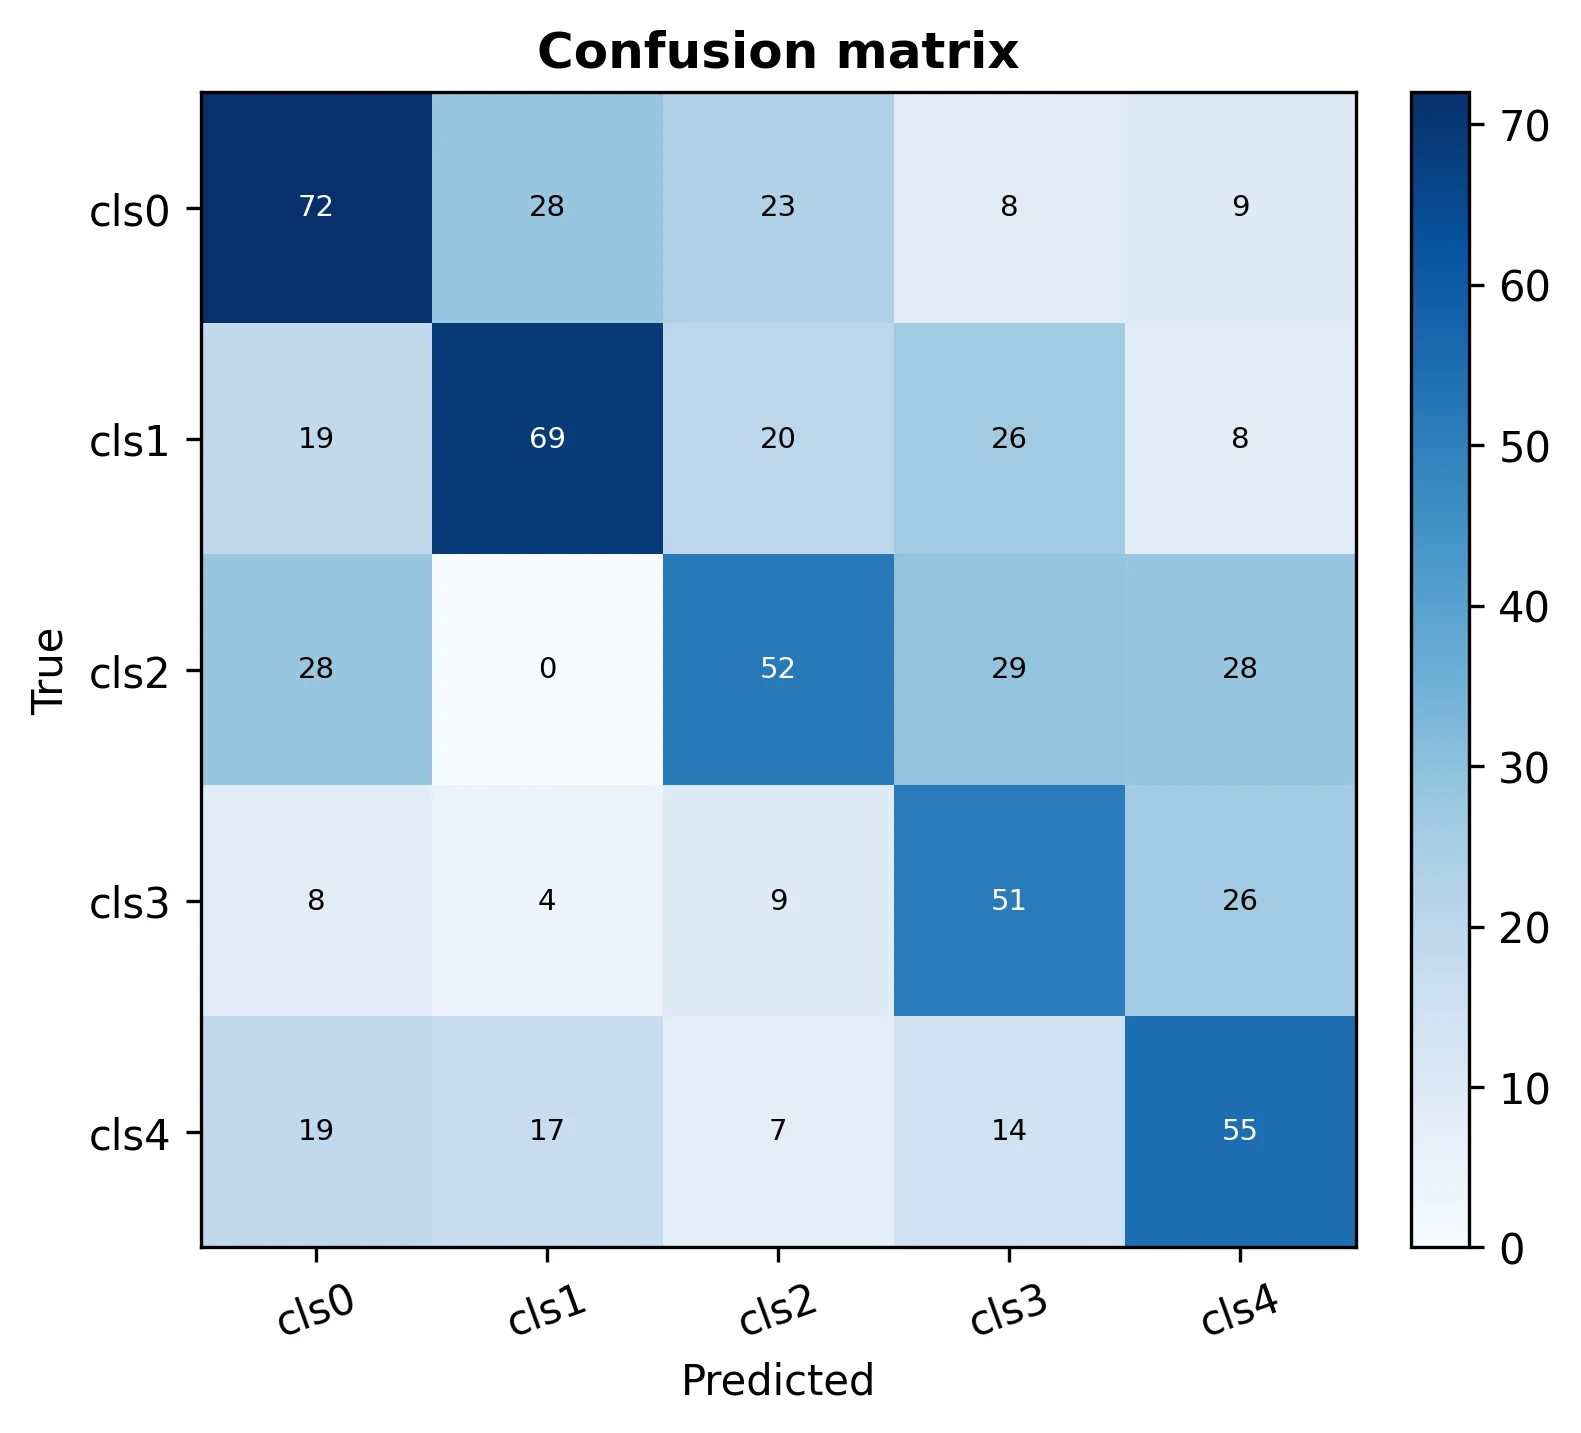 Confusion matrix
cls0 72 28 23 8 9
cls1 19 69 20 26 8
cls2 28 0 52 29 28
cls3 8 4 9 51 26
cls4 19 17 7 14 55
cls0 cls1 cls2 cls3 cls4
Predicted
True
70
60
50
40
30
20
10
0